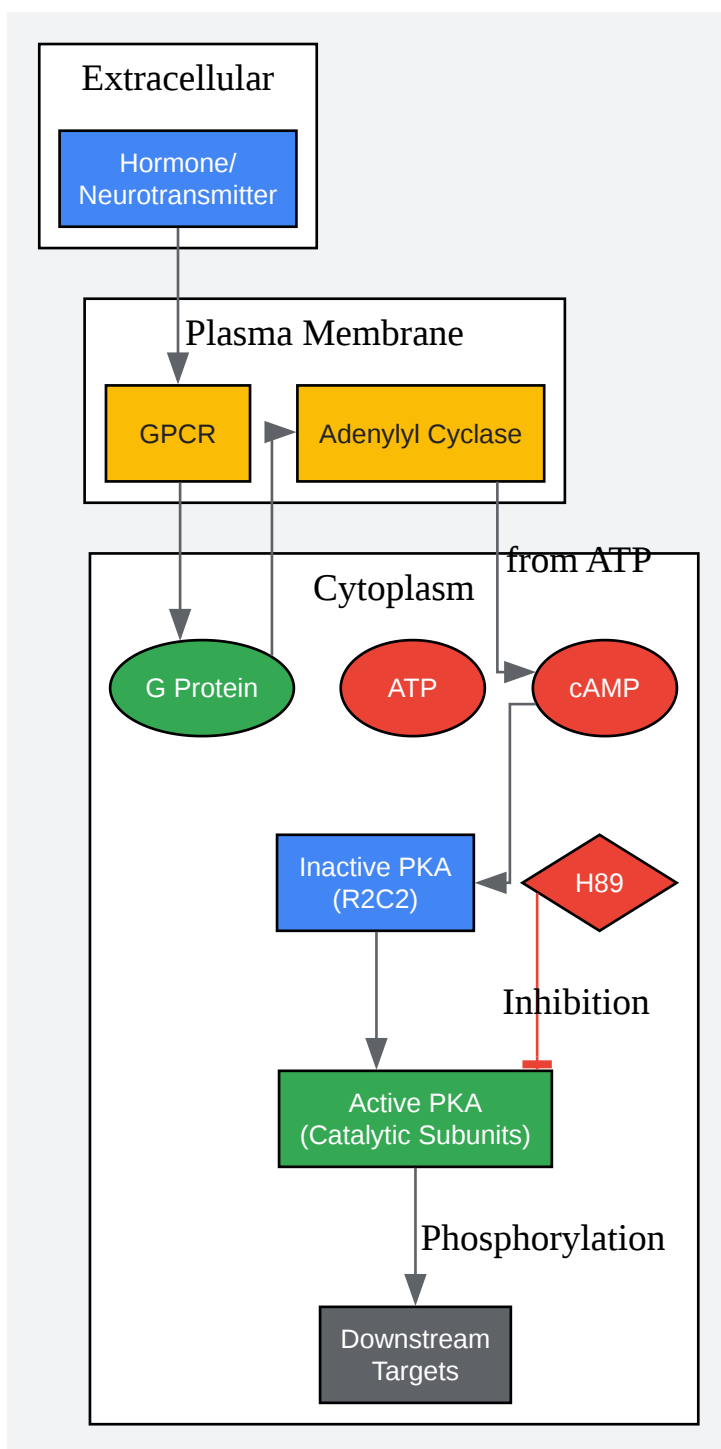 Extracellular
Hormone/
Neurotransmitter
Plasma Membrane
GPCR
Adenylyl Cyclase
from ATP
Cytoplasm
G Protein
ATP
cAMP
Inactive PKA
(R2C2)
H89
Inhibition
Active PKA
(Catalytic Subunits)
Phosphorylation
Downstream
Targets